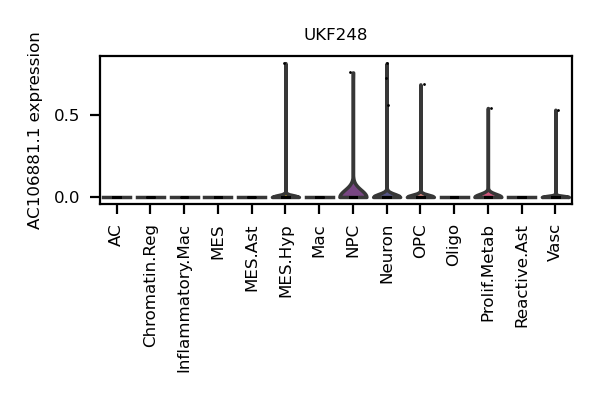 UKF248
AC106881.1 expression
0.5
0.0
AC
Chromatin.Reg
Inflammatory.Mac
MES
MES.Ast
MES.Hyp
Mac
NPC
Neuron
OPC
Oligo
Prolif.Metab
Reactive.Ast
Vasc